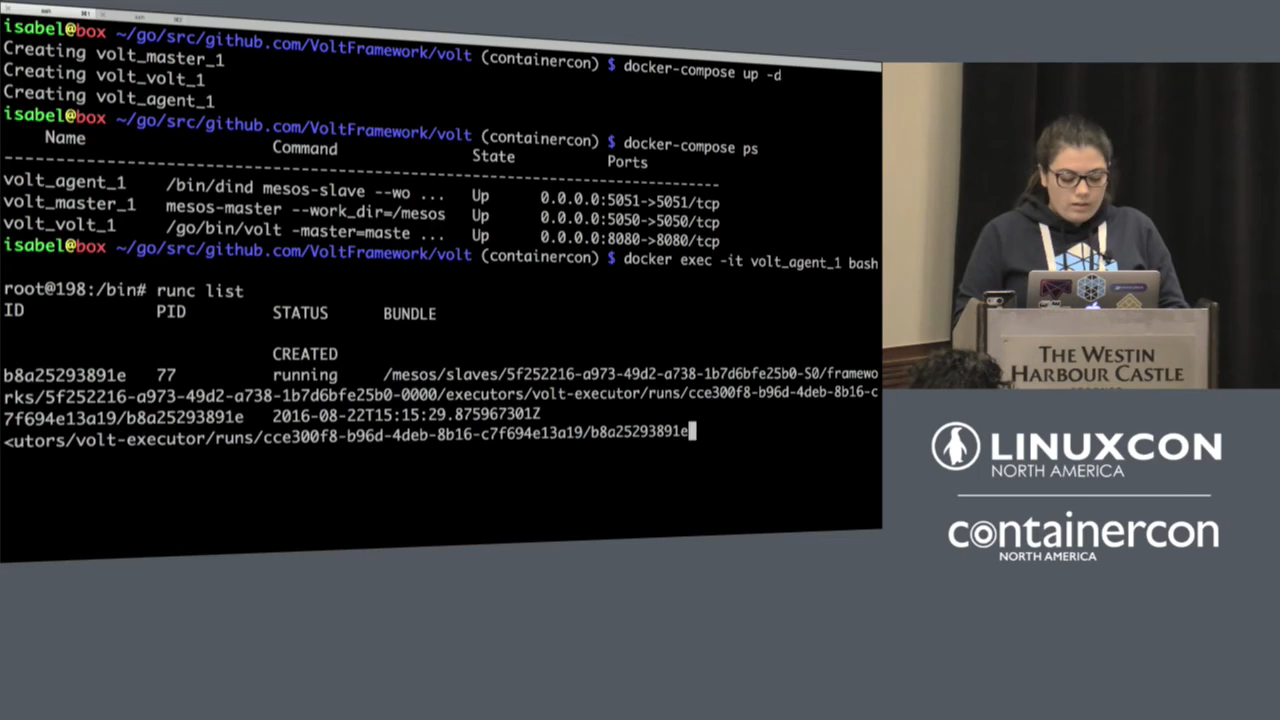 isabel@box ~/go/src/github.com/VoltFramework/volt (containercon) $ docker-compose up -d
Creating volt_master_1
Creating volt_volt_1
Creating volt_agent_1
isabel@box ~/go/src/github.com/VoltFramework/volt (containercon) $ docker-compose ps
Name Command State Ports
--------------------------------------------------------------------------------
volt_agent_1 /bin/dind mesos-slave --wo ... Up 0.0.0.0:5051->5051/tcp
volt_master_1 mesos-master --work_dir=/mesos Up 0.0.0.0:5050->5050/tcp
volt_volt_1 /go/bin/volt -master=maste ... Up 0.0.0.0:8080->8080/tcp
isabel@box ~/go/src/github.com/VoltFramework/volt (containercon) $ docker exec -it volt_agent_1 bash
root@198:/bin# runc list
ID PID STATUS BUNDLE
CREATED
b8a25293891e 77 running /mesos/slaves/5f252216-a973-49d2-a738-1b7d6bfe25b0-S0/framewo
rks/5f252216-a973-49d2-a738-1b7d6bfe25b0-0000/executors/volt-executor/runs/cce300f8-b96d-4deb-8b16-c
7f694e13a19/b8a25293891e 2016-08-22T15:15:29.875967301Z
<utors/volt-executor/runs/cce300f8-b96d-4deb-8b16-c7f694e13a19/b8a25293891e
THE WESTIN
HARBOUR CASTLE
LINUXCON
NORTH AMERICA
containercon
NORTH AMERICA